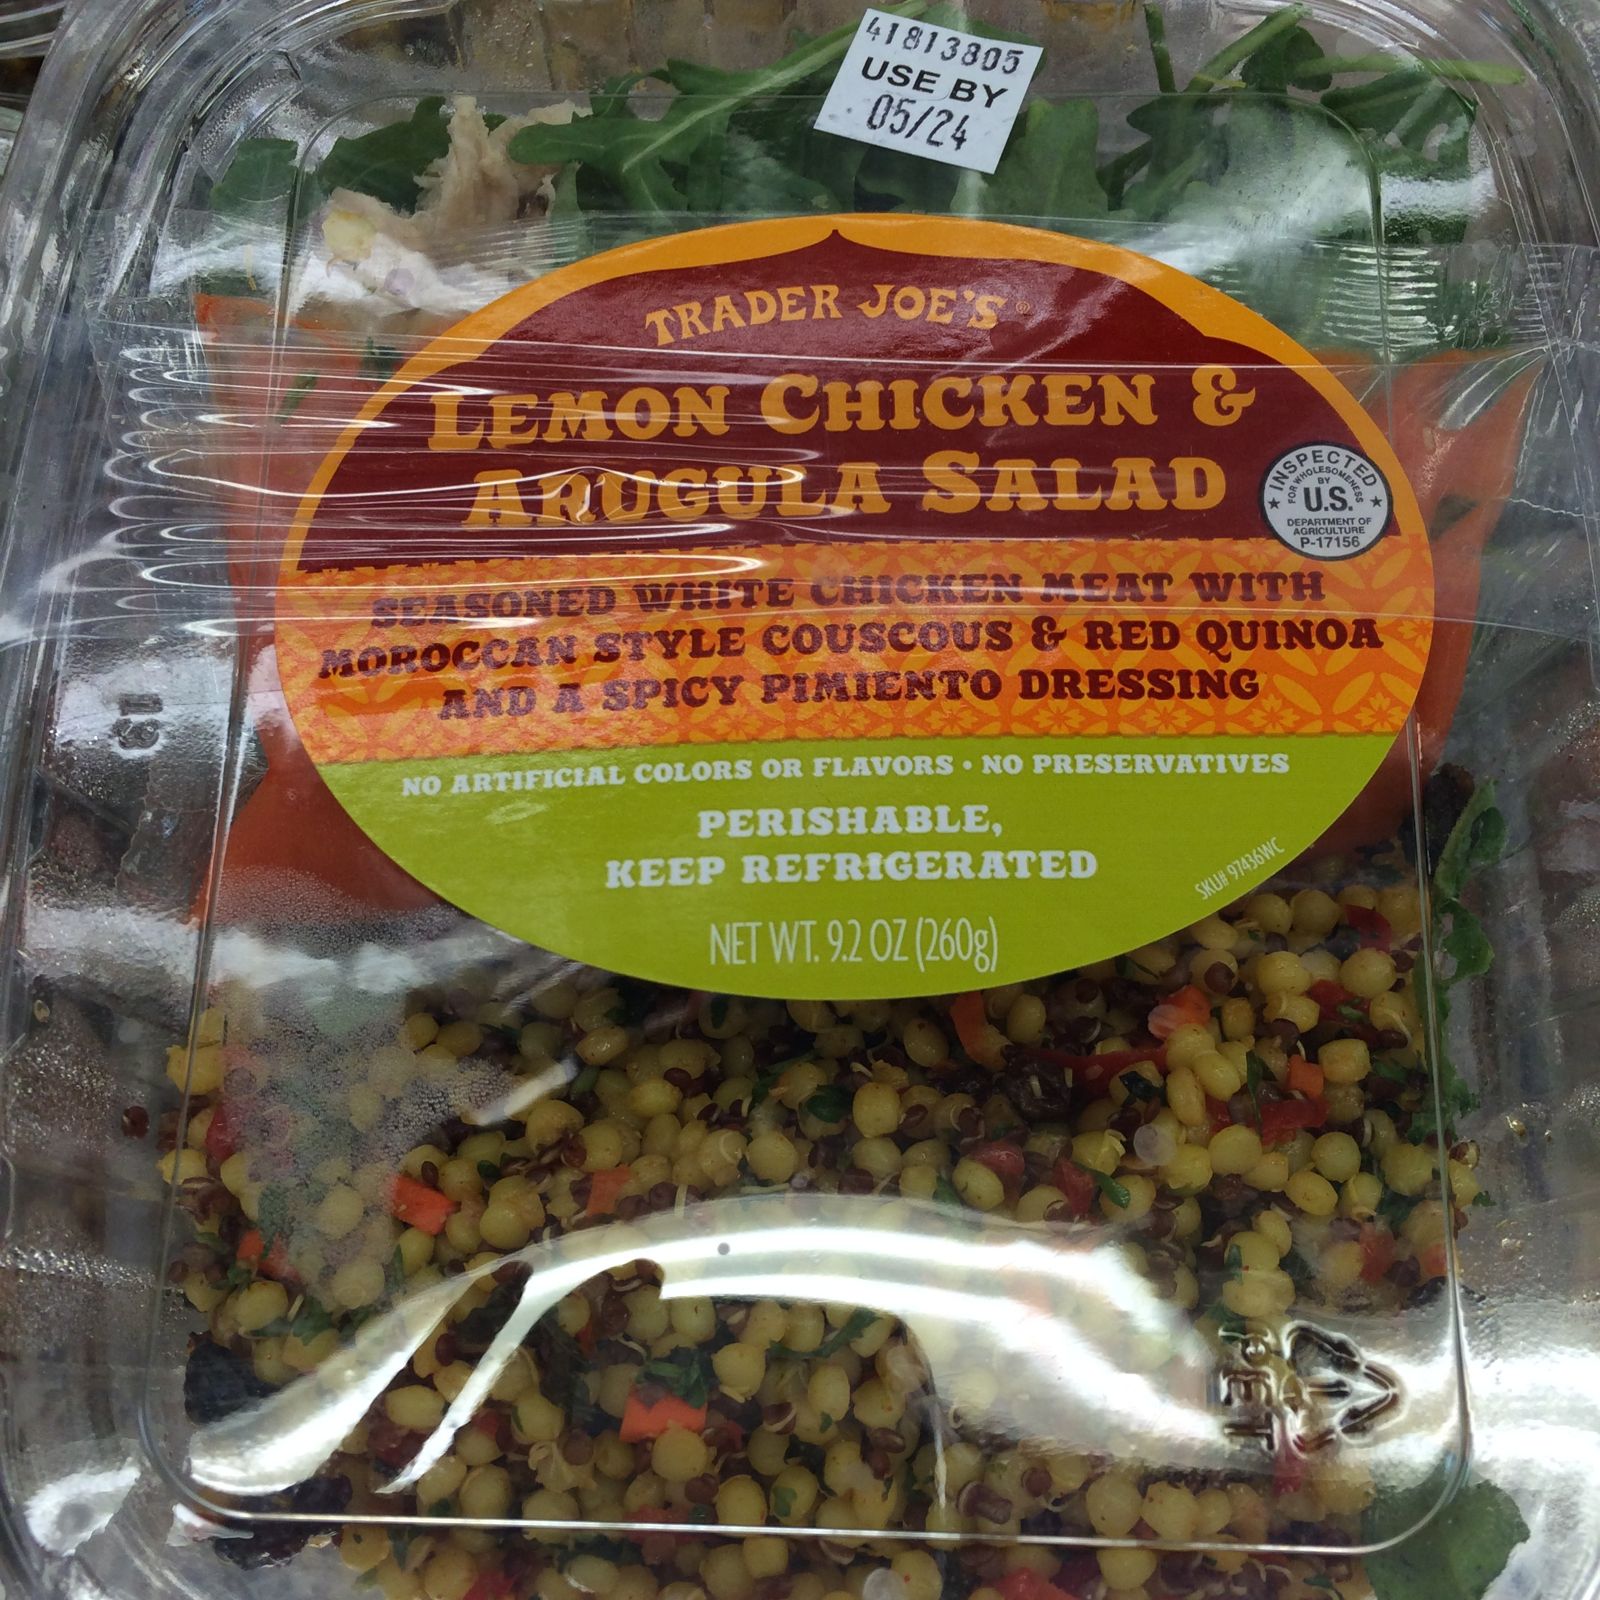 41813805
USE BY
05/24
TRADER JOE'S®
LEMON CHICKEN &
ARUGULA SALAD
INSPECTED
FOR WHOLESOMENESS
BY
U.S.
DEPARTMENT OF
AGRICULTURE
P-17156
SEASONED WHITE CHICKEN MEAT WITH
MOROCCAN STYLE COUSCOUS & RED QUINOA
AND A SPICY PIMIENTO DRESSING
NO ARTIFICIAL COLORS OR FLAVORS • NO PRESERVATIVES
PERISHABLE,
KEEP REFRIGERATED
SKU# 97436WC
NET WT. 9.2 OZ (260g)
PET